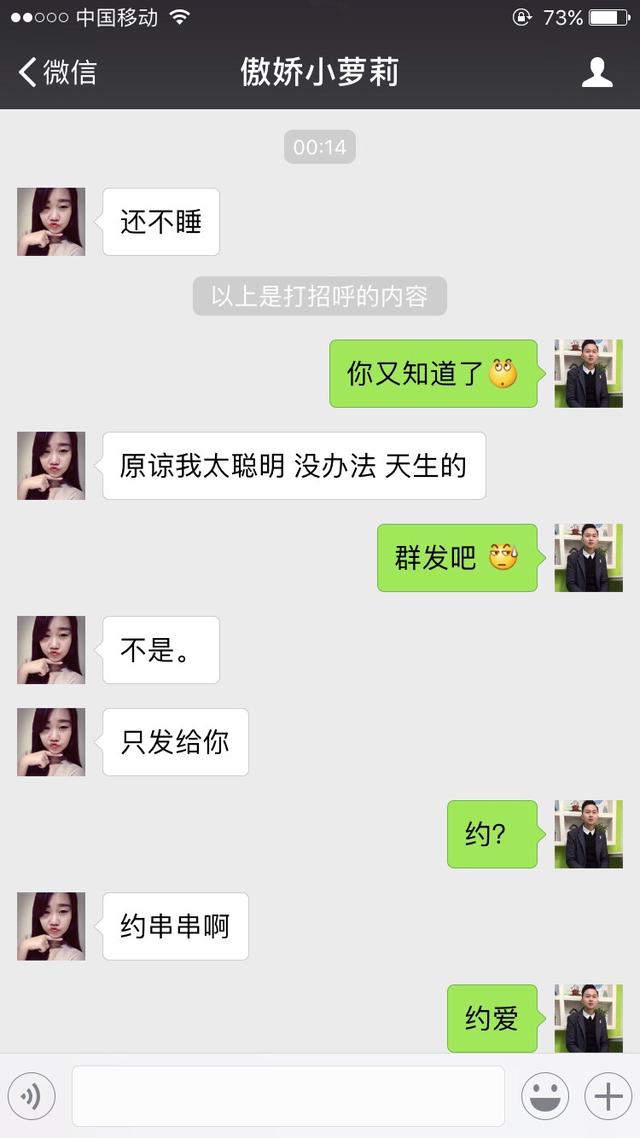 中国移动 73%
微信 傲娇小萝莉
00:14
还不睡
以上是打招呼的内容
你又知道了
原谅我太聪明 没办法 天生的
群发吧
不是。
只发给你
约?
约串串啊
约爱